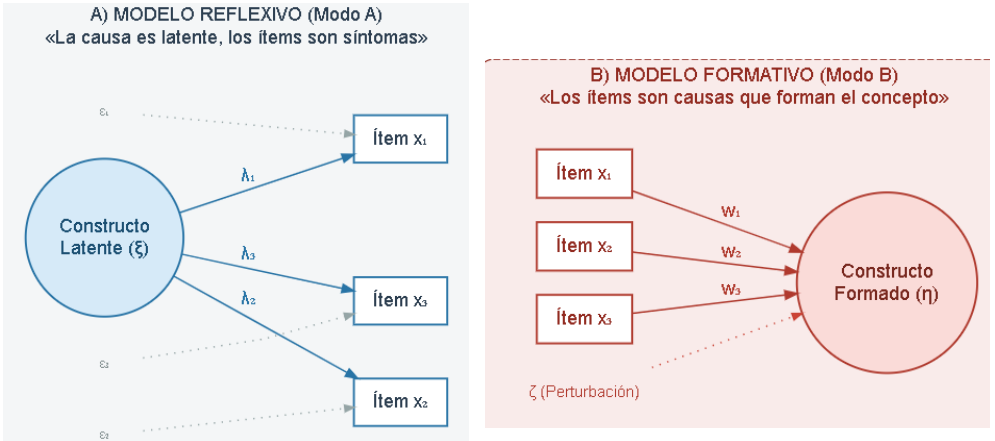 A) MODELO REFLEXIVO (Modo A)
«La causa es latente, los ítems son síntomas»
ε₁
Ítem x₁
λ₁
Constructo
Latente (ξ)
λ₃
Ítem x₃
λ₂
ε₃
Ítem x₂
ε₂
B) MODELO FORMATIVO (Modo B)
«Los ítems son causas que forman el concepto»
Ítem x₁
w₁
Ítem x₂
w₂
Constructo
Formado (η)
w₃
Ítem x₃
ζ (Perturbación)